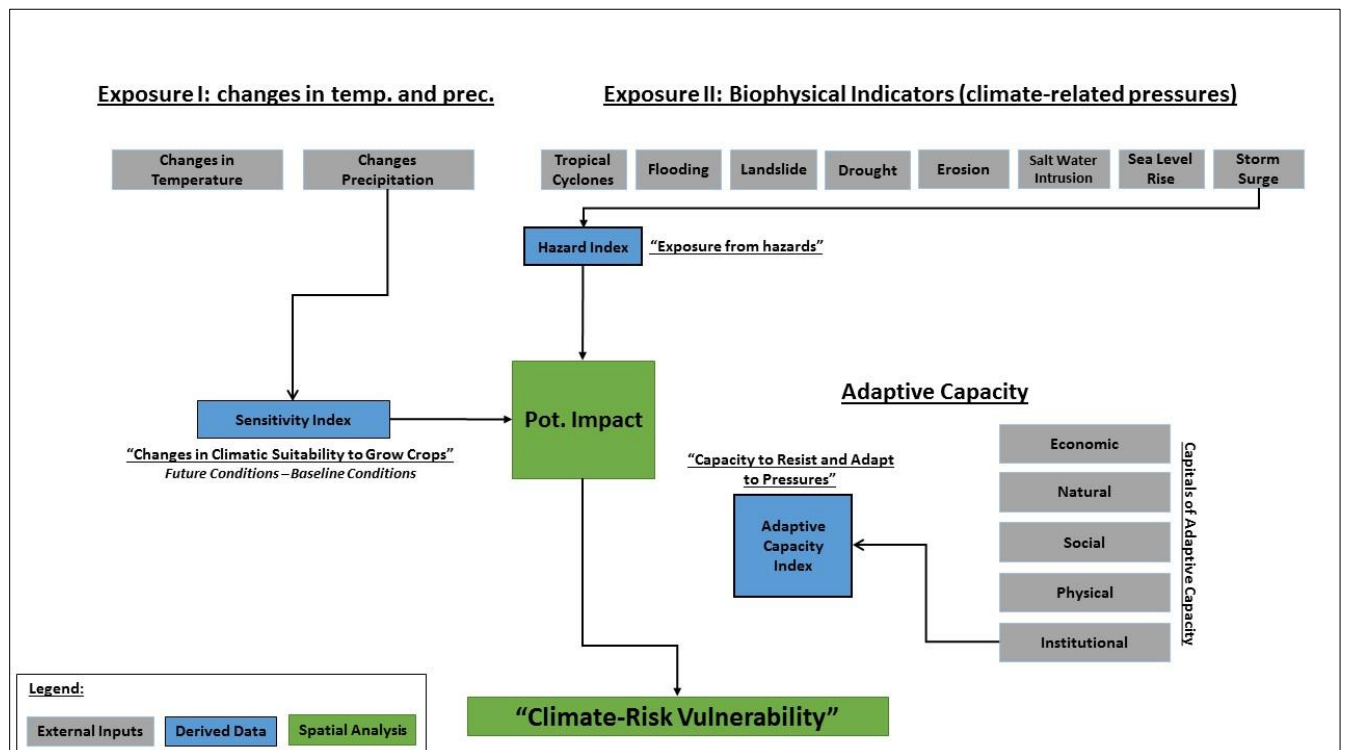 Exposure I: changes in temp. and prec.
Exposure II: Biophysical Indicators (climate-related pressures)
Changes in
Temperature
Changes
Precipitation
Tropical
Cyclones
Flooding
Landslide
Drought
Erosion
Salt Water
Intrusion
Sea Level
Rise
Storm
Surge
Hazard Index
“Exposure from hazards”
Sensitivity Index
“Changes in Climatic Suitability to Grow Crops”
Future Conditions – Baseline Conditions
Pot. Impact
Adaptive Capacity
“Capacity to Resist and Adapt
to Pressures”
Adaptive
Capacity
Index
Economic
Natural
Social
Physical
Institutional
Capitals of Adaptive Capacity
Legend:
External Inputs
Derived Data
Spatial Analysis
“Climate-Risk Vulnerability”